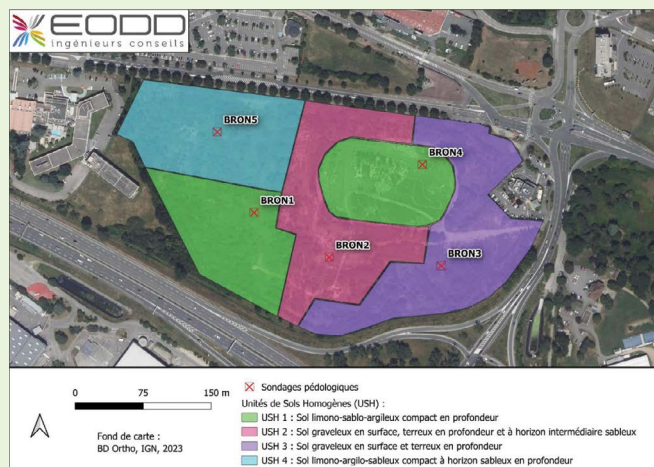 EODD
ingénieurs conseils
BRON5
BRON4
BRON1
BRON2
BRON3
0 75 150 m
Fond de carte :
BD Ortho, IGN, 2023
Sondages pédologiques
Unités de Sols Homogènes (USH) :
USH 1 : Sol limono-sablo-argileux compact en profondeur
USH 2 : Sol graveleux en surface, terreux en profondeur et à horizon intermédiaire sableux
USH 3 : Sol graveleux en surface et terreux en profondeur
USH 4 : Sol limono-argilo-sableux compact à horizon sableux en profondeur